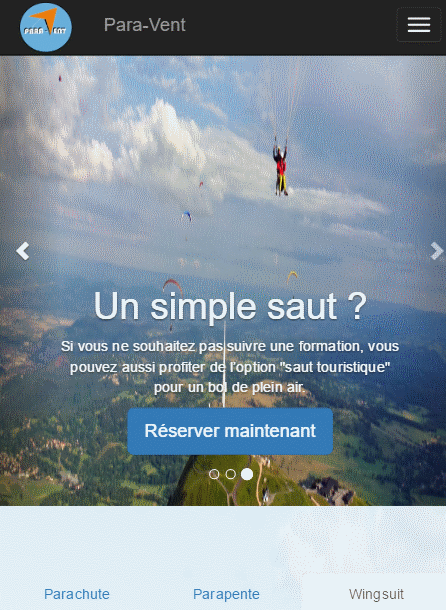 PARA-VENT
Para-Vent
Un simple saut ?
Si vous ne souhaitez pas suivre une formation, vous
pouvez aussi profiter de l'option "saut touristique"
pour un bol de plein air.
Réserver maintenant
Parachute
Parapente
Wingsuit